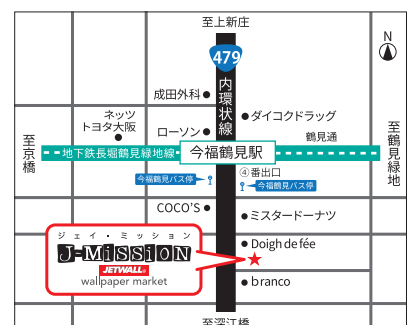 至上新庄
N
479
成田外科
内環状線
ネッツ
トヨタ大阪
ダイコクドラッグ
ローソン
鶴見通
至京橋
地下鉄長堀鶴見緑地線
今福鶴見駅
至鶴見緑地
④番出口
今福鶴見バス停
今福鶴見バス停
COCO'S
ミスタードーナツ
ジェイ・ミッション
J-MiSSiON
JETWALL®
wallpaper market
Doigh de fée
branco
至深江橋